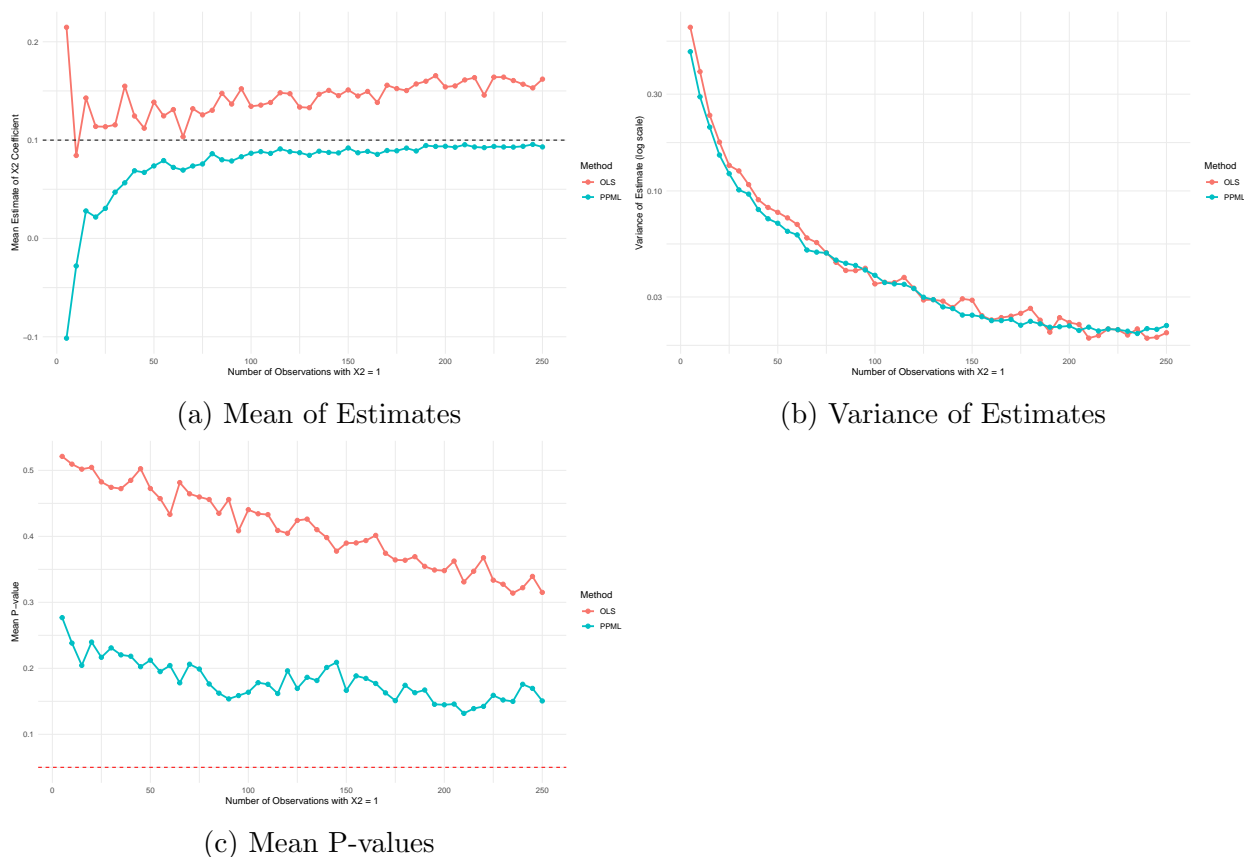 0.2
0.1
0.0
−0.1
Mean Estimate of X2 Coefficient
0 50 100 150 200 250
Number of Observations with X2 = 1
Method
OLS
PPML
(a) Mean of Estimates
0.30
0.10
0.03
Variance of Estimate (log scale)
0 50 100 150 200 250
Number of Observations with X2 = 1
Method
OLS
PPML
(b) Variance of Estimates
0.5
0.4
0.3
0.2
0.1
Mean P−value
0 50 100 150 200 250
Number of Observations with X2 = 1
Method
OLS
PPML
(c) Mean P-values